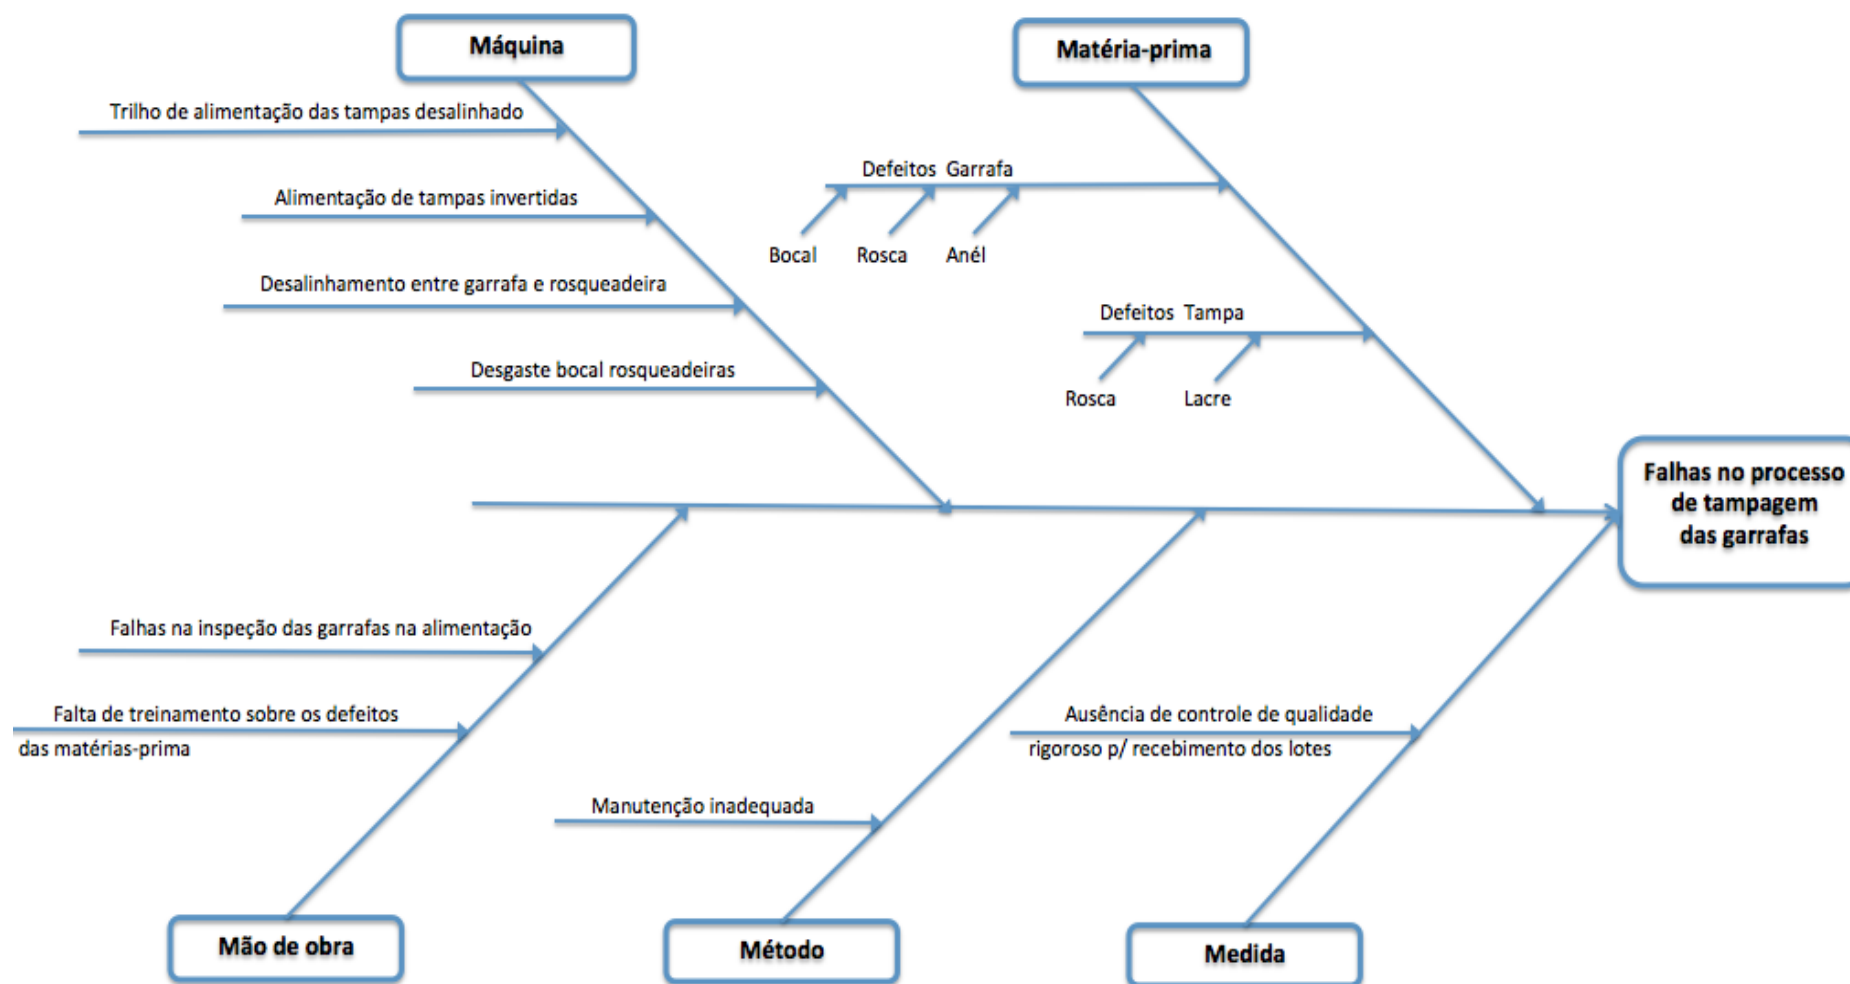 Máquina
Matéria-prima
Trilho de alimentação das tampas desalinhado
Defeitos Garrafa
Alimentação de tampas invertidas
Bocal
Rosca
Anél
Desalinhamento entre garrafa e rosqueadeira
Defeitos Tampa
Desgaste bocal rosqueadeiras
Rosca
Lacre
Falhas no processo
de tampagem
das garrafas
Falhas na inspeção das garrafas na alimentação
Falta de treinamento sobre os defeitos
das matérias-prima
Ausência de controle de qualidade
rigoroso p/ recebimento dos lotes
Manutenção inadequada
Mão de obra
Método
Medida